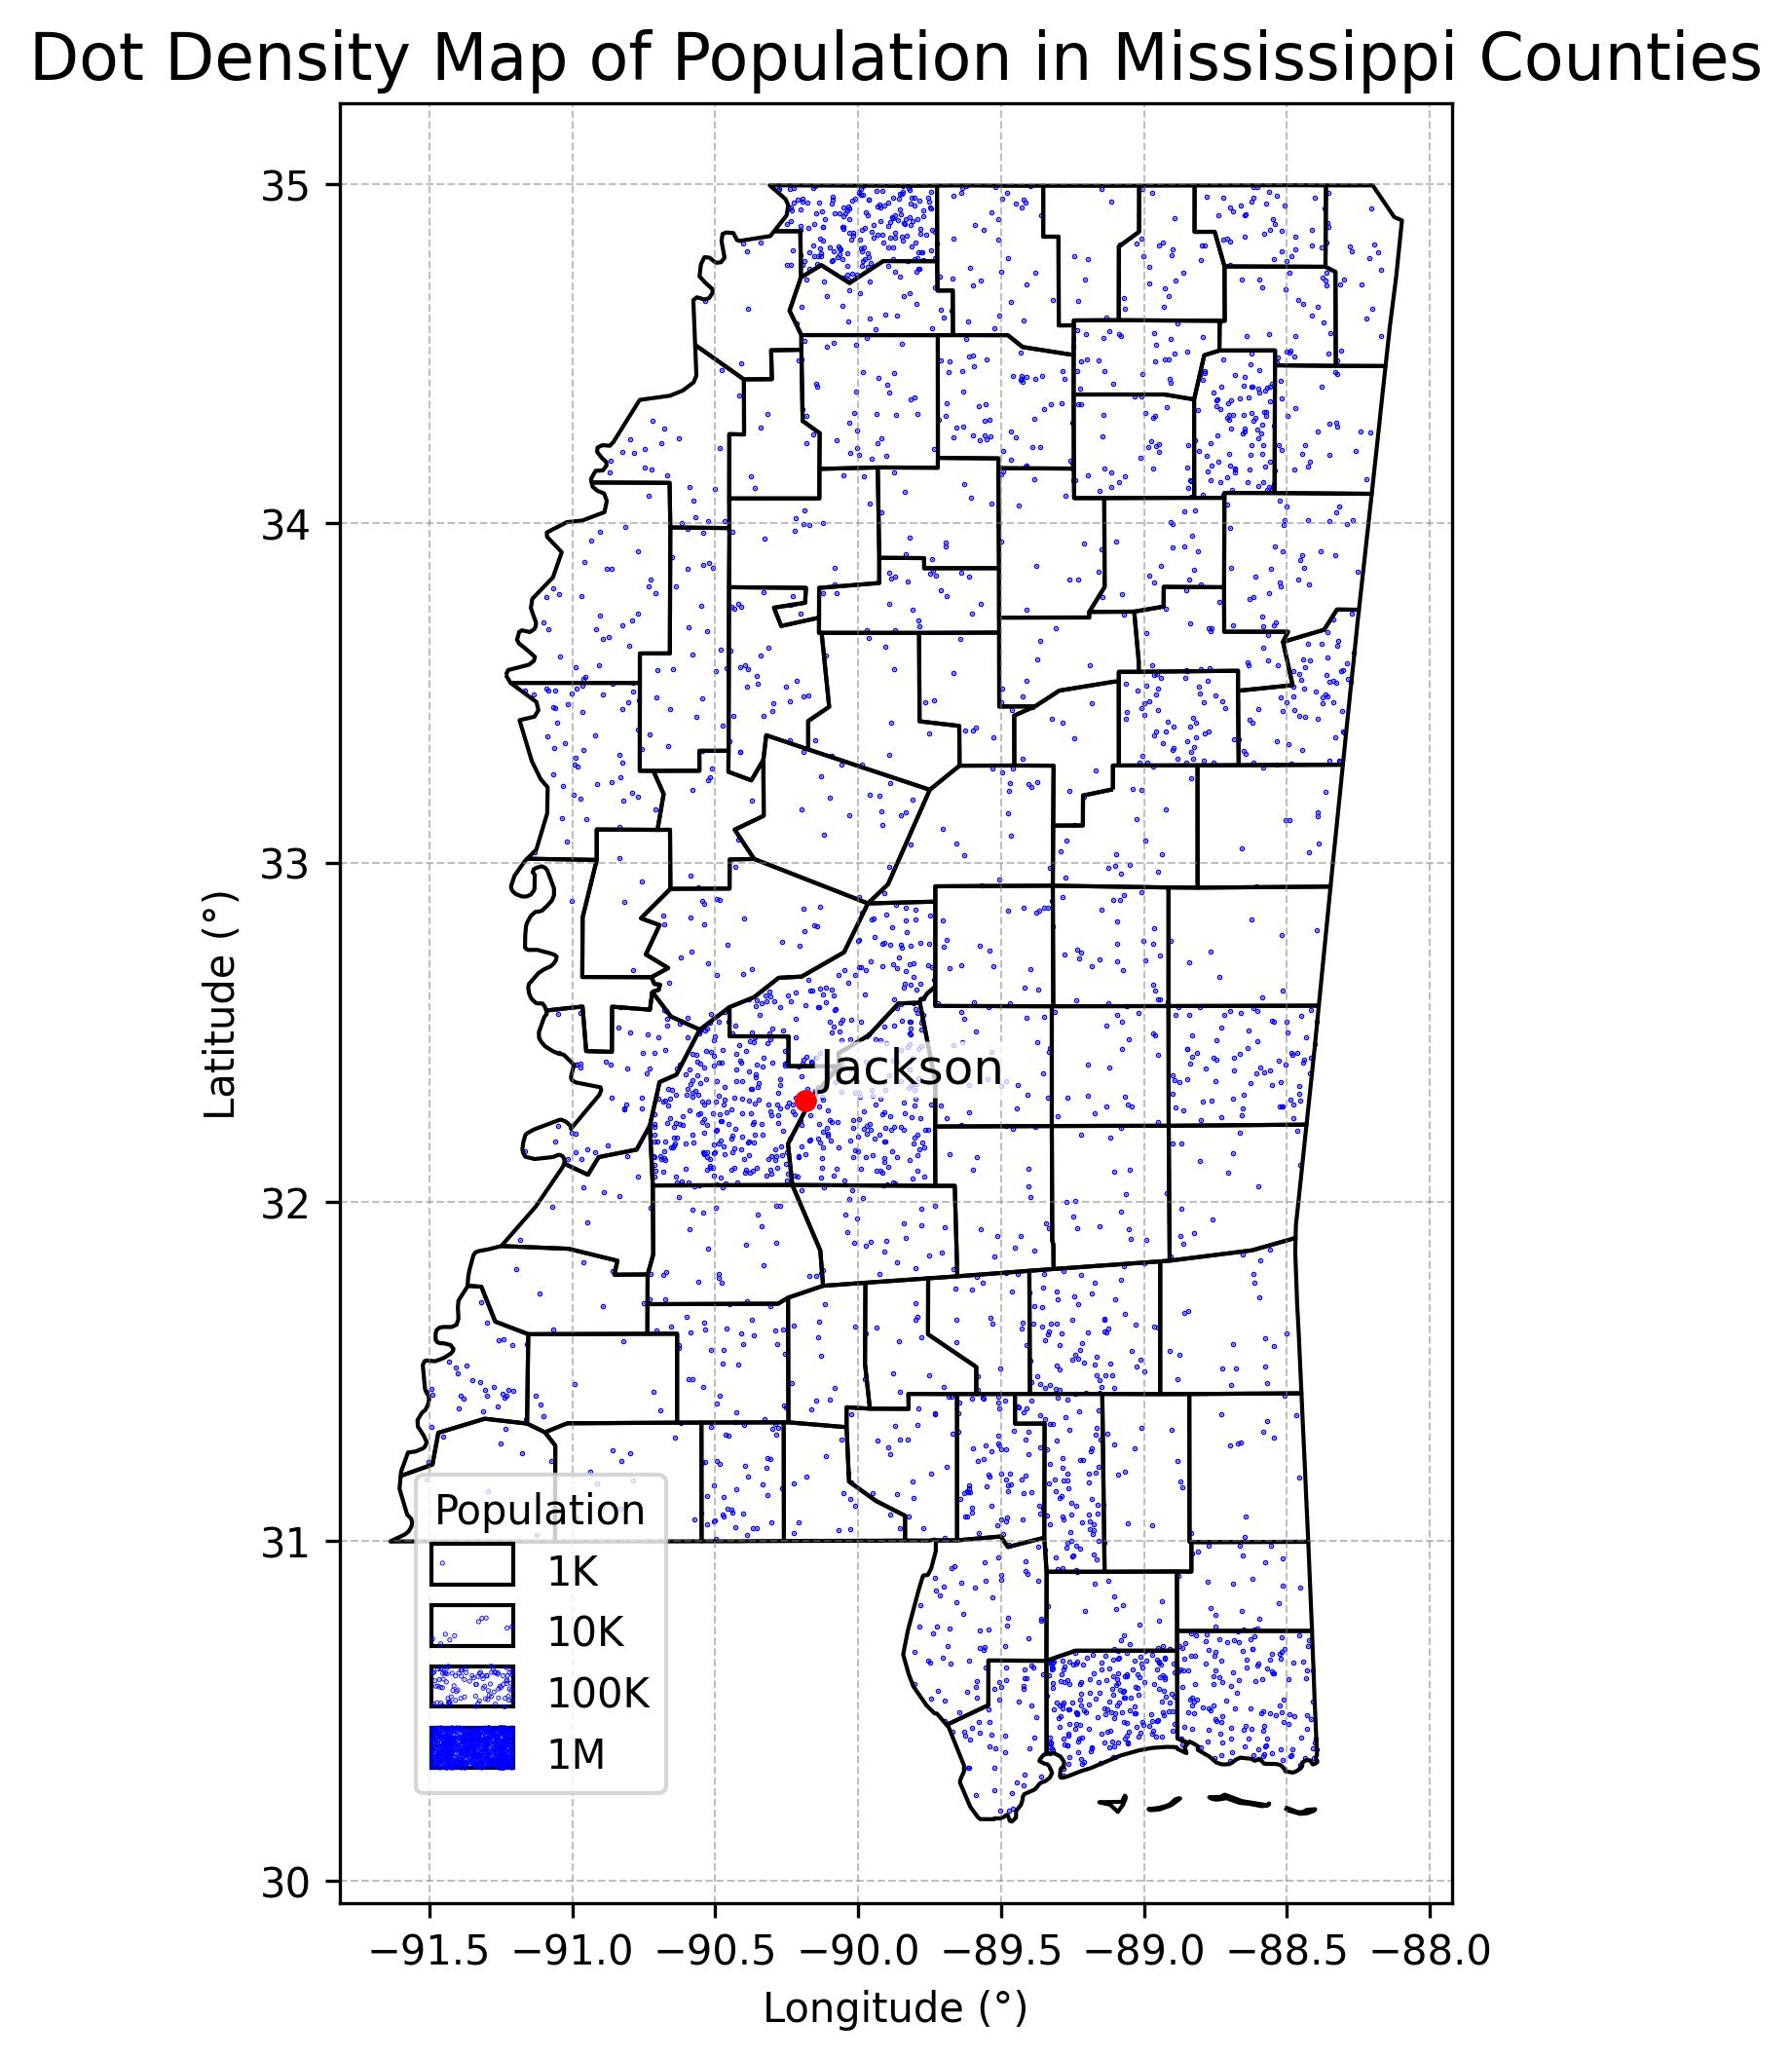 Dot Density Map of Population in Mississippi Counties
35
34
33
32
31
30
Latitude (°)
Jackson
Population
1K
10K
100K
1M
−91.5 −91.0 −90.5 −90.0 −89.5 −89.0 −88.5 −88.0
Longitude (°)